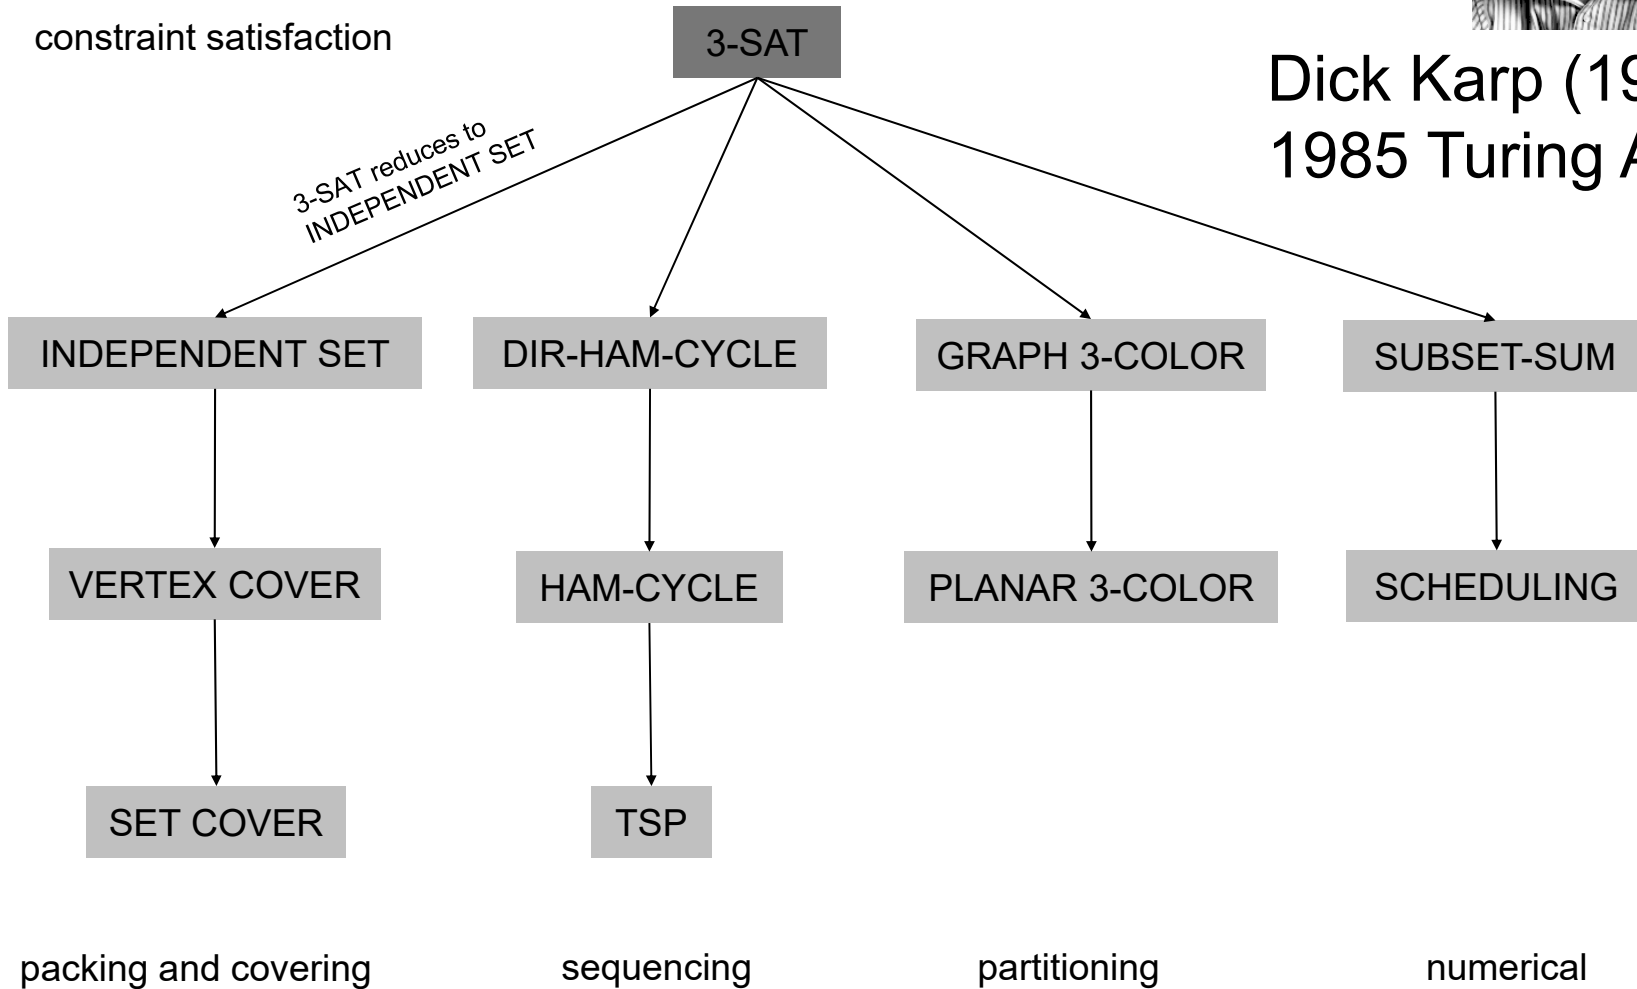 constraint satisfaction
3-SAT
Dick Karp (19
1985 Turing A
3-SAT reduces to
INDEPENDENT SET
INDEPENDENT SET
DIR-HAM-CYCLE
GRAPH 3-COLOR
SUBSET-SUM
VERTEX COVER
HAM-CYCLE
PLANAR 3-COLOR
SCHEDULING
SET COVER
TSP
packing and covering
sequencing
partitioning
numerical